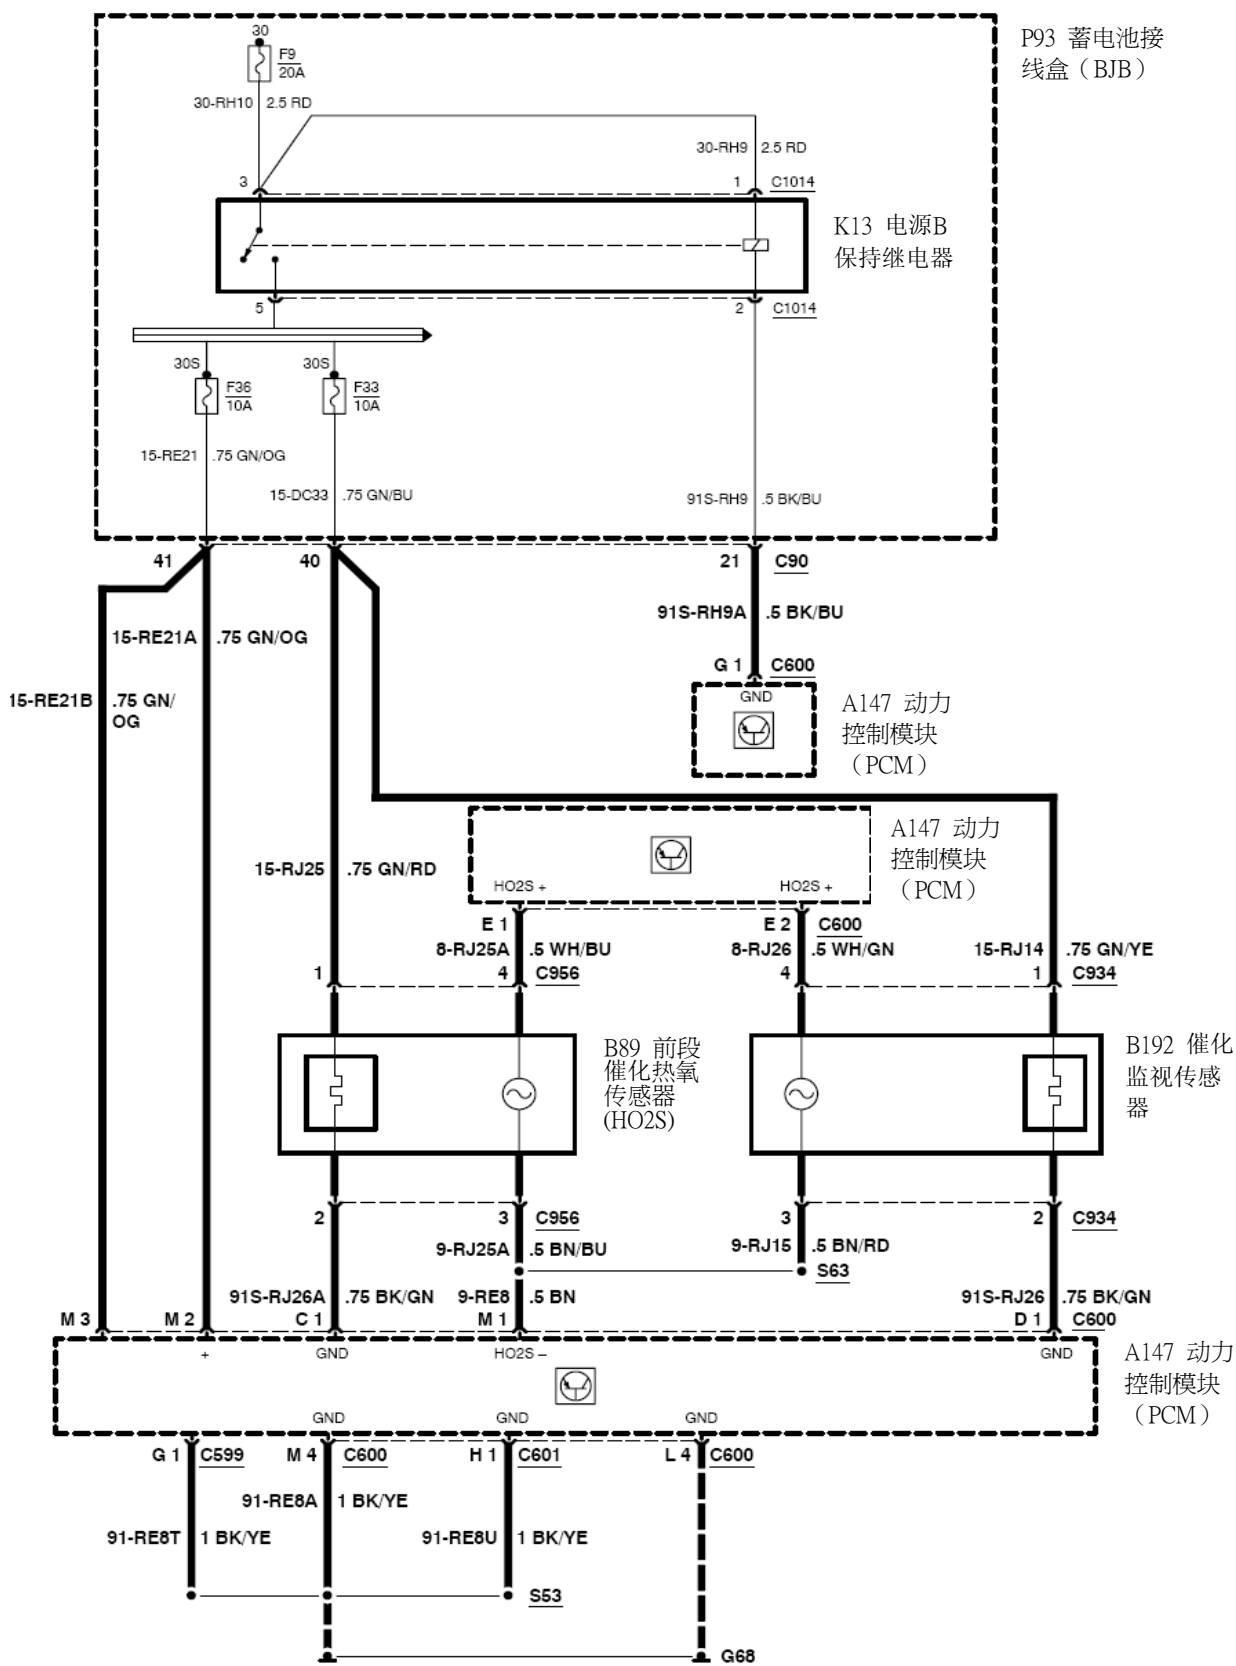 30
P93 蓄电池接
线盒（BJB）
F9
20A
30-RH10 2.5 RD
30-RH9 2.5 RD
3 1 C1014
K13 电源B
保持继电器
5 2 C1014
30S 30S
F36 F33
10A 10A
15-RE21 .75 GN/OG
15-DC33 .75 GN/BU 91S-RH9 .5 BK/BU
41 40 21 C90
91S-RH9A .5 BK/BU
15-RE21A .75 GN/OG
G 1 C600
15-RE21B .75 GN/
OG
GND
A147 动力
控制模块
（PCM）
A147 动力
控制模块
（PCM）
15-RJ25 .75 GN/RD
HO2S + HO2S +
E 1 E 2 C600
8-RJ25A .5 WH/BU 8-RJ26 .5 WH/GN 15-RJ14 .75 GN/YE
1 4 C956 4 1 C934
B89 前段
催化热氧
传感器
(HO2S)
B192 催化
监视传感
器
2 3 C956 3 2 C934
9-RJ25A .5 BN/BU 9-RJ15 .5 BN/RD
S63
91S-RJ26A .75 BK/GN 9-RE8 .5 BN 91S-RJ26 .75 BK/GN
M 3 M 2 C 1 M 1 D 1 C600
+ GND HO2S – GND
A147 动力
控制模块
（PCM）
GND GND GND
G 1 C599 M 4 C600 H 1 C601 L 4 C600
91-RE8A 1 BK/YE
91-RE8T 1 BK/YE 91-RE8U 1 BK/YE
S53
G68